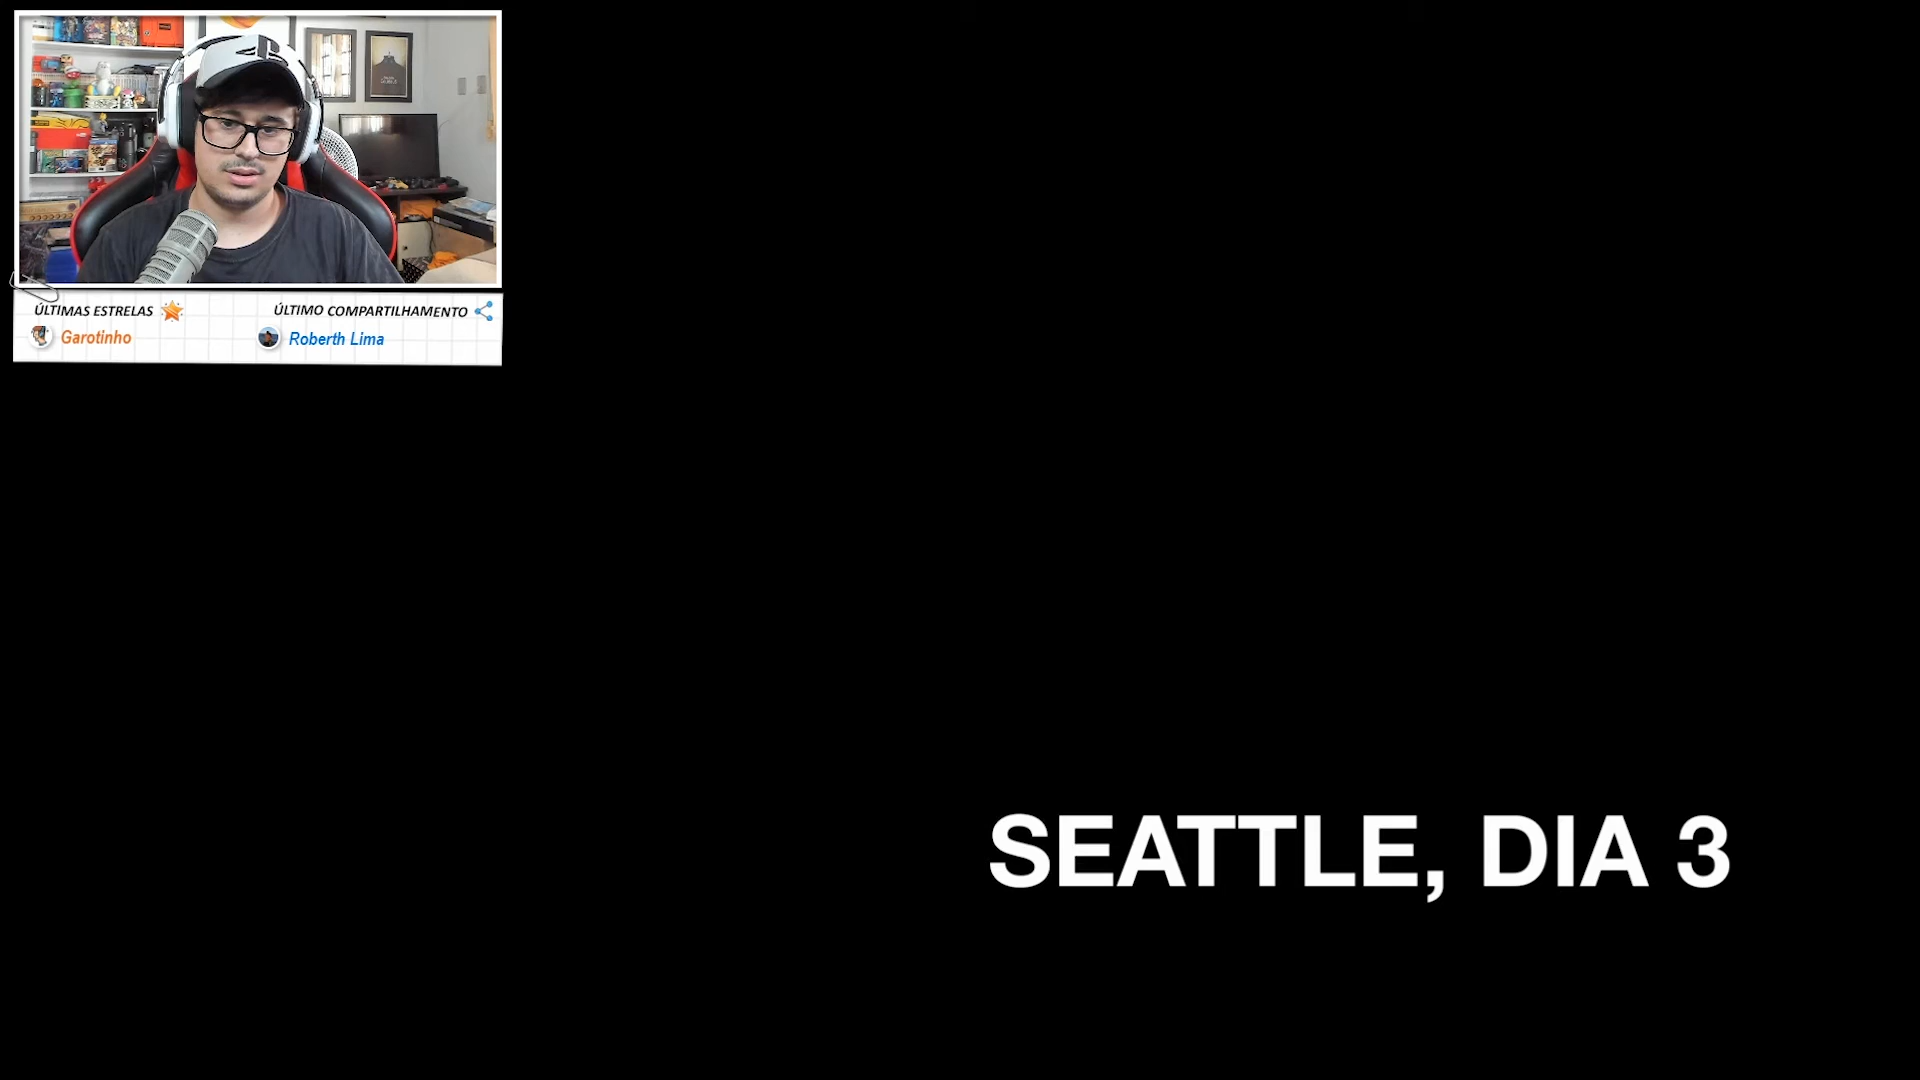 ÚLTIMAS ESTRELAS
ÚLTIMO COMPARTILHAMENTO
Garotinho
Roberth Lima
SEATTLE, DIA 3